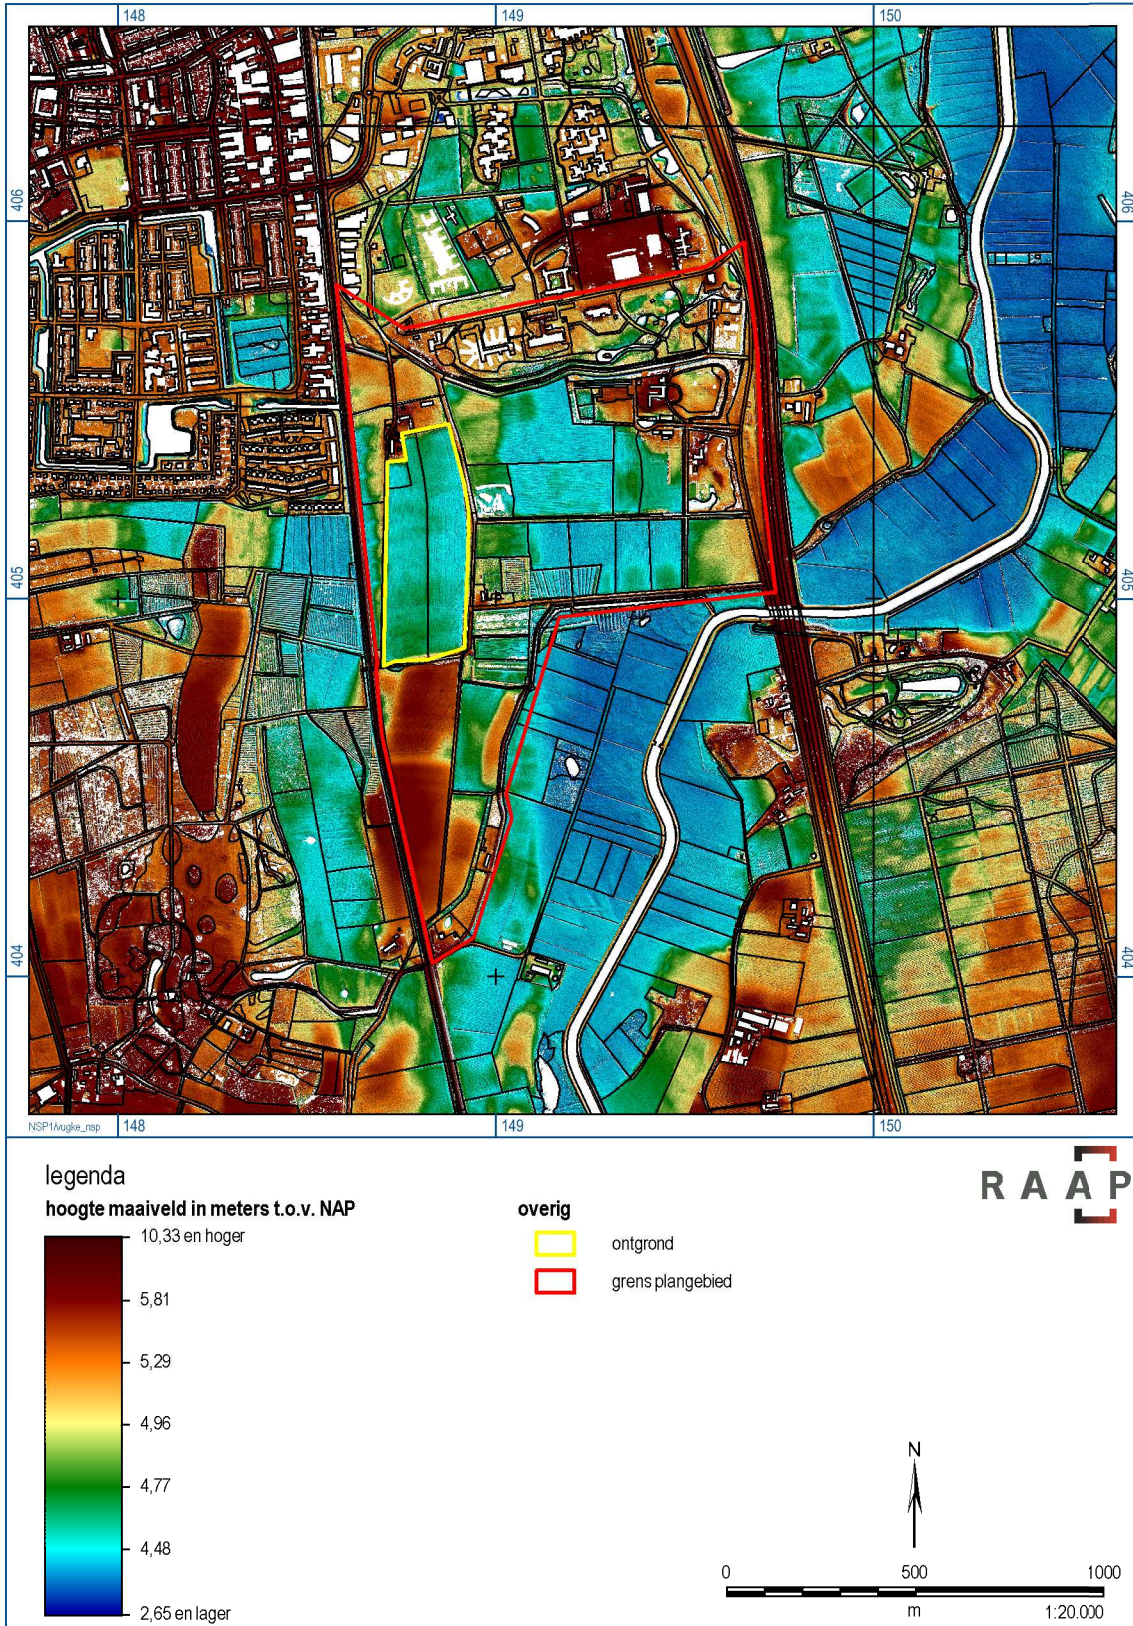 148 149 150
406 406
405 405
404 404
NSP1/vugke_nsp
148 149 150
legenda
hoogte maaiveld in meters t.o.v. NAP
10,33 en hoger
5,81
5,29
4,96
4,77
4,48
2,65 en lager
overig
ontgrond
grens plangebied
RAAP
N
0 500 1000
m 1:20.000